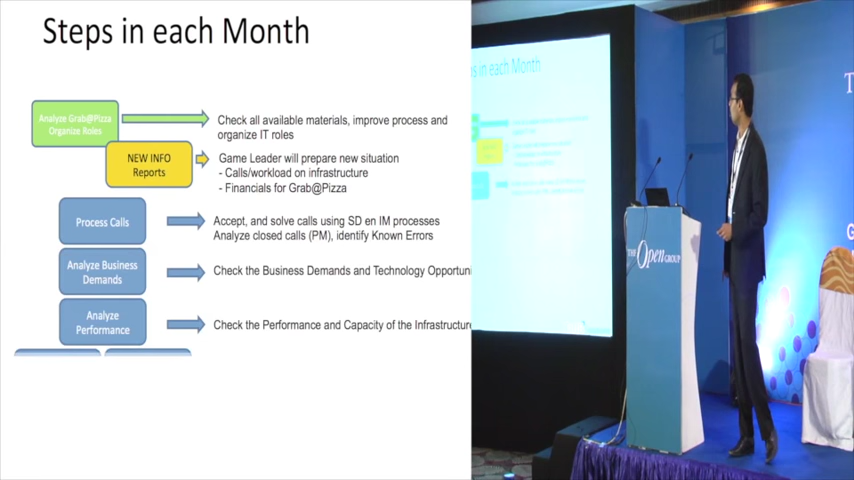 Steps in each Month
Analyze Grab@Pizza
Organize Roles
Check all available materials, improve process and
organize IT roles
NEW INFO
Reports
Game Leader will prepare new situation
- Calls/workload on infrastructure
- Financials for Grab@Pizza
Process Calls
Accept, and solve calls using SD en IM processes
Analyze closed calls (PM), identify Known Errors
Analyze Business
Demands
Check the Business Demands and Technology Opportuni
Analyze
Performance
Check the Performance and Capacity of the Infrastructure
s in each Month
THE Open GROUP
T
G